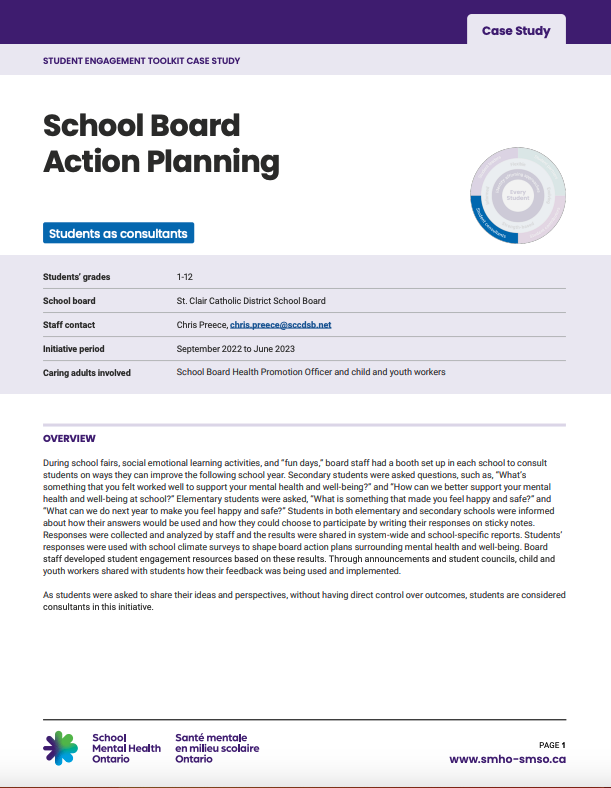 Case Study
STUDENT ENGAGEMENT TOOLKIT CASE STUDY
School Board
Action Planning
Every
Student
Student consultants
Students as consultants
Students’ grades 1-12
School board St. Clair Catholic District School Board
Staff contact Chris Preece, chris.preece@sccdsb.net
Initiative period September 2022 to June 2023
Caring adults involved School Board Health Promotion Officer and child and youth workers
OVERVIEW
During school fairs, social emotional learning activities, and “fun days,” board staff had a booth set up in each school to consult
students on ways they can improve the following school year. Secondary students were asked questions, such as, “What’s
something that you felt worked well to support your mental health and well-being?” and “How can we better support your mental
health and well-being at school?” Elementary students were asked, “What is something that made you feel happy and safe?” and
“What can we do next year to make you feel happy and safe?” Students in both elementary and secondary schools were informed
about how their answers would be used and how they could choose to participate by writing their responses on sticky notes.
Responses were collected and analyzed by staff and the results were shared in system-wide and school-specific reports. Students’
responses were used with school climate surveys to shape board action plans surrounding mental health and well-being. Board
staff developed student engagement resources based on these results. Through announcements and student councils, child and
youth workers shared with students how their feedback was being used and implemented.
As students were asked to share their ideas and perspectives, without having direct control over outcomes, students are considered
consultants in this initiative.
School
Mental Health
Ontario
Santé mentale
en milieu scolaire
Ontario
PAGE 1
www.smho-smso.ca